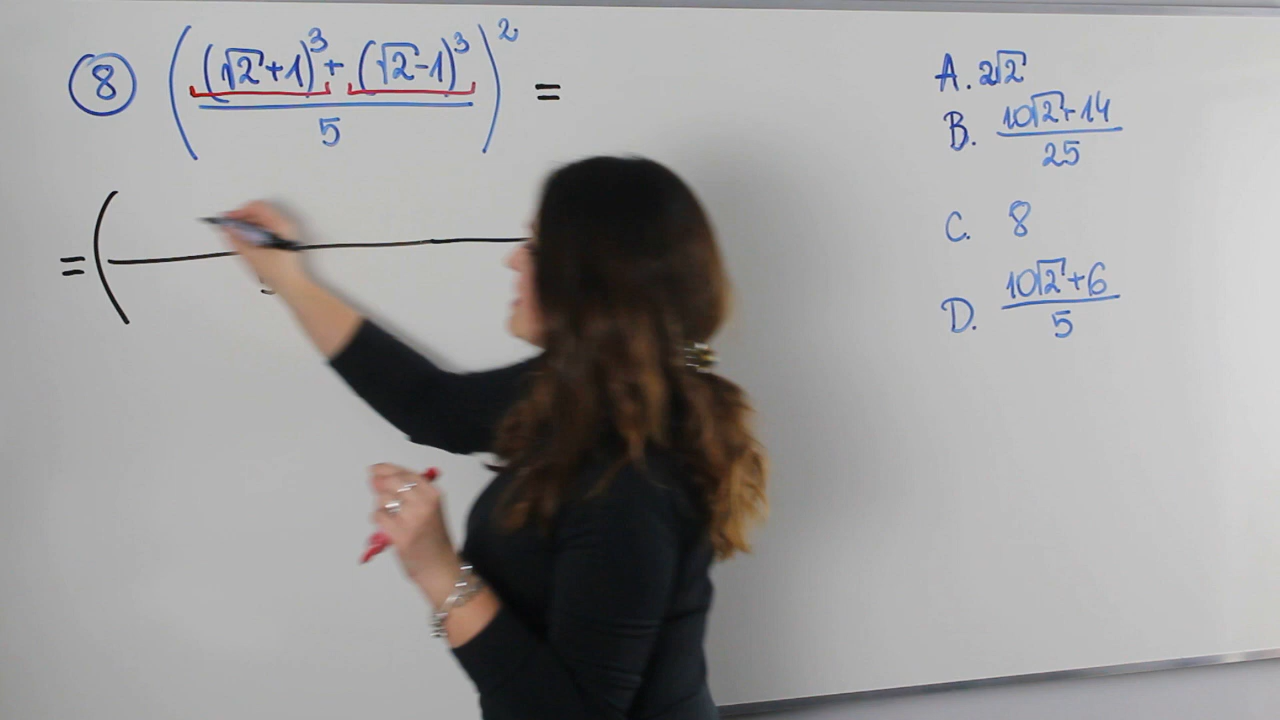 8 (((√2+1)³ + (√2-1)³)/5)² =
= (
A. 2√2
B. (10√2+14)/25
C. 8
D. (10√2+6)/5